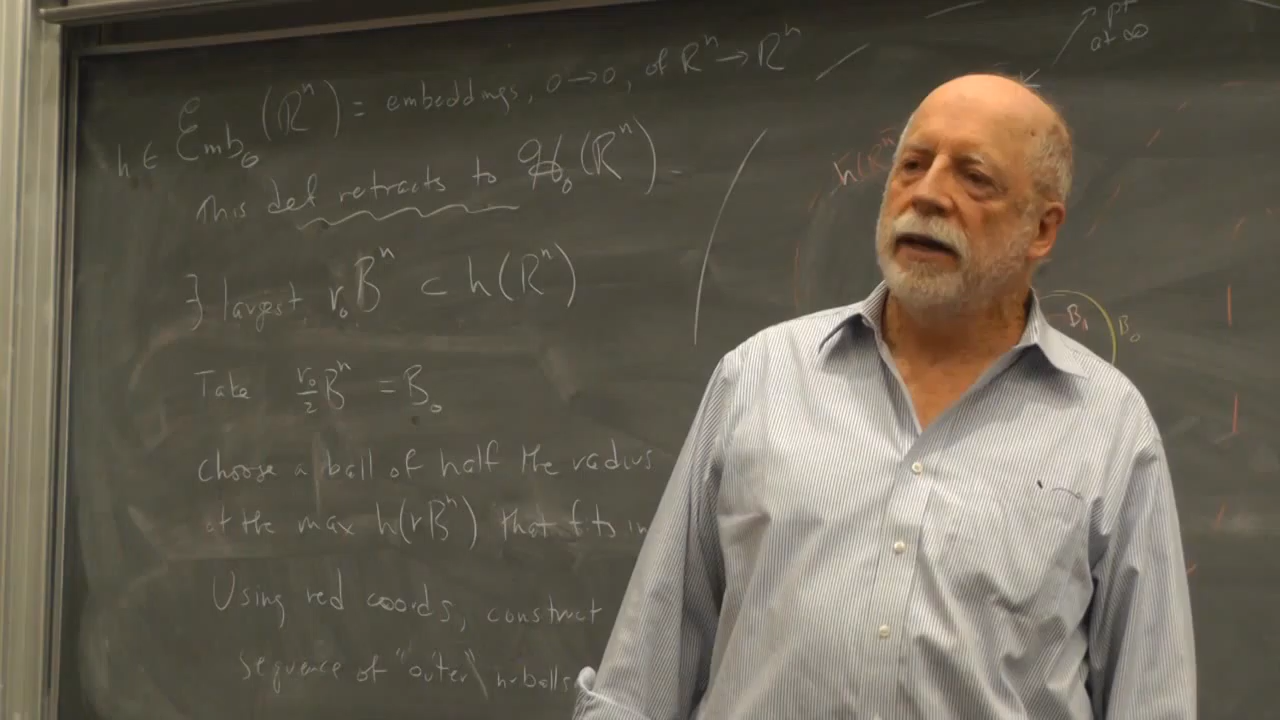 h ∈ Emb₀(ℝⁿ) = embeddings, 0→0, of ℝⁿ→ℝⁿ
This def retracts to ℋ₀(ℝⁿ)
∃ largest r₀Bⁿ ⊂ h(ℝⁿ)
Take r₀/2 Bⁿ = B₀
choose a ball of half the radius
of the max h(rBⁿ) that fits in
Using red coords, construct
sequence of "outer" n-balls
pt
at ∞
h(ℝⁿ
B₁ B₀